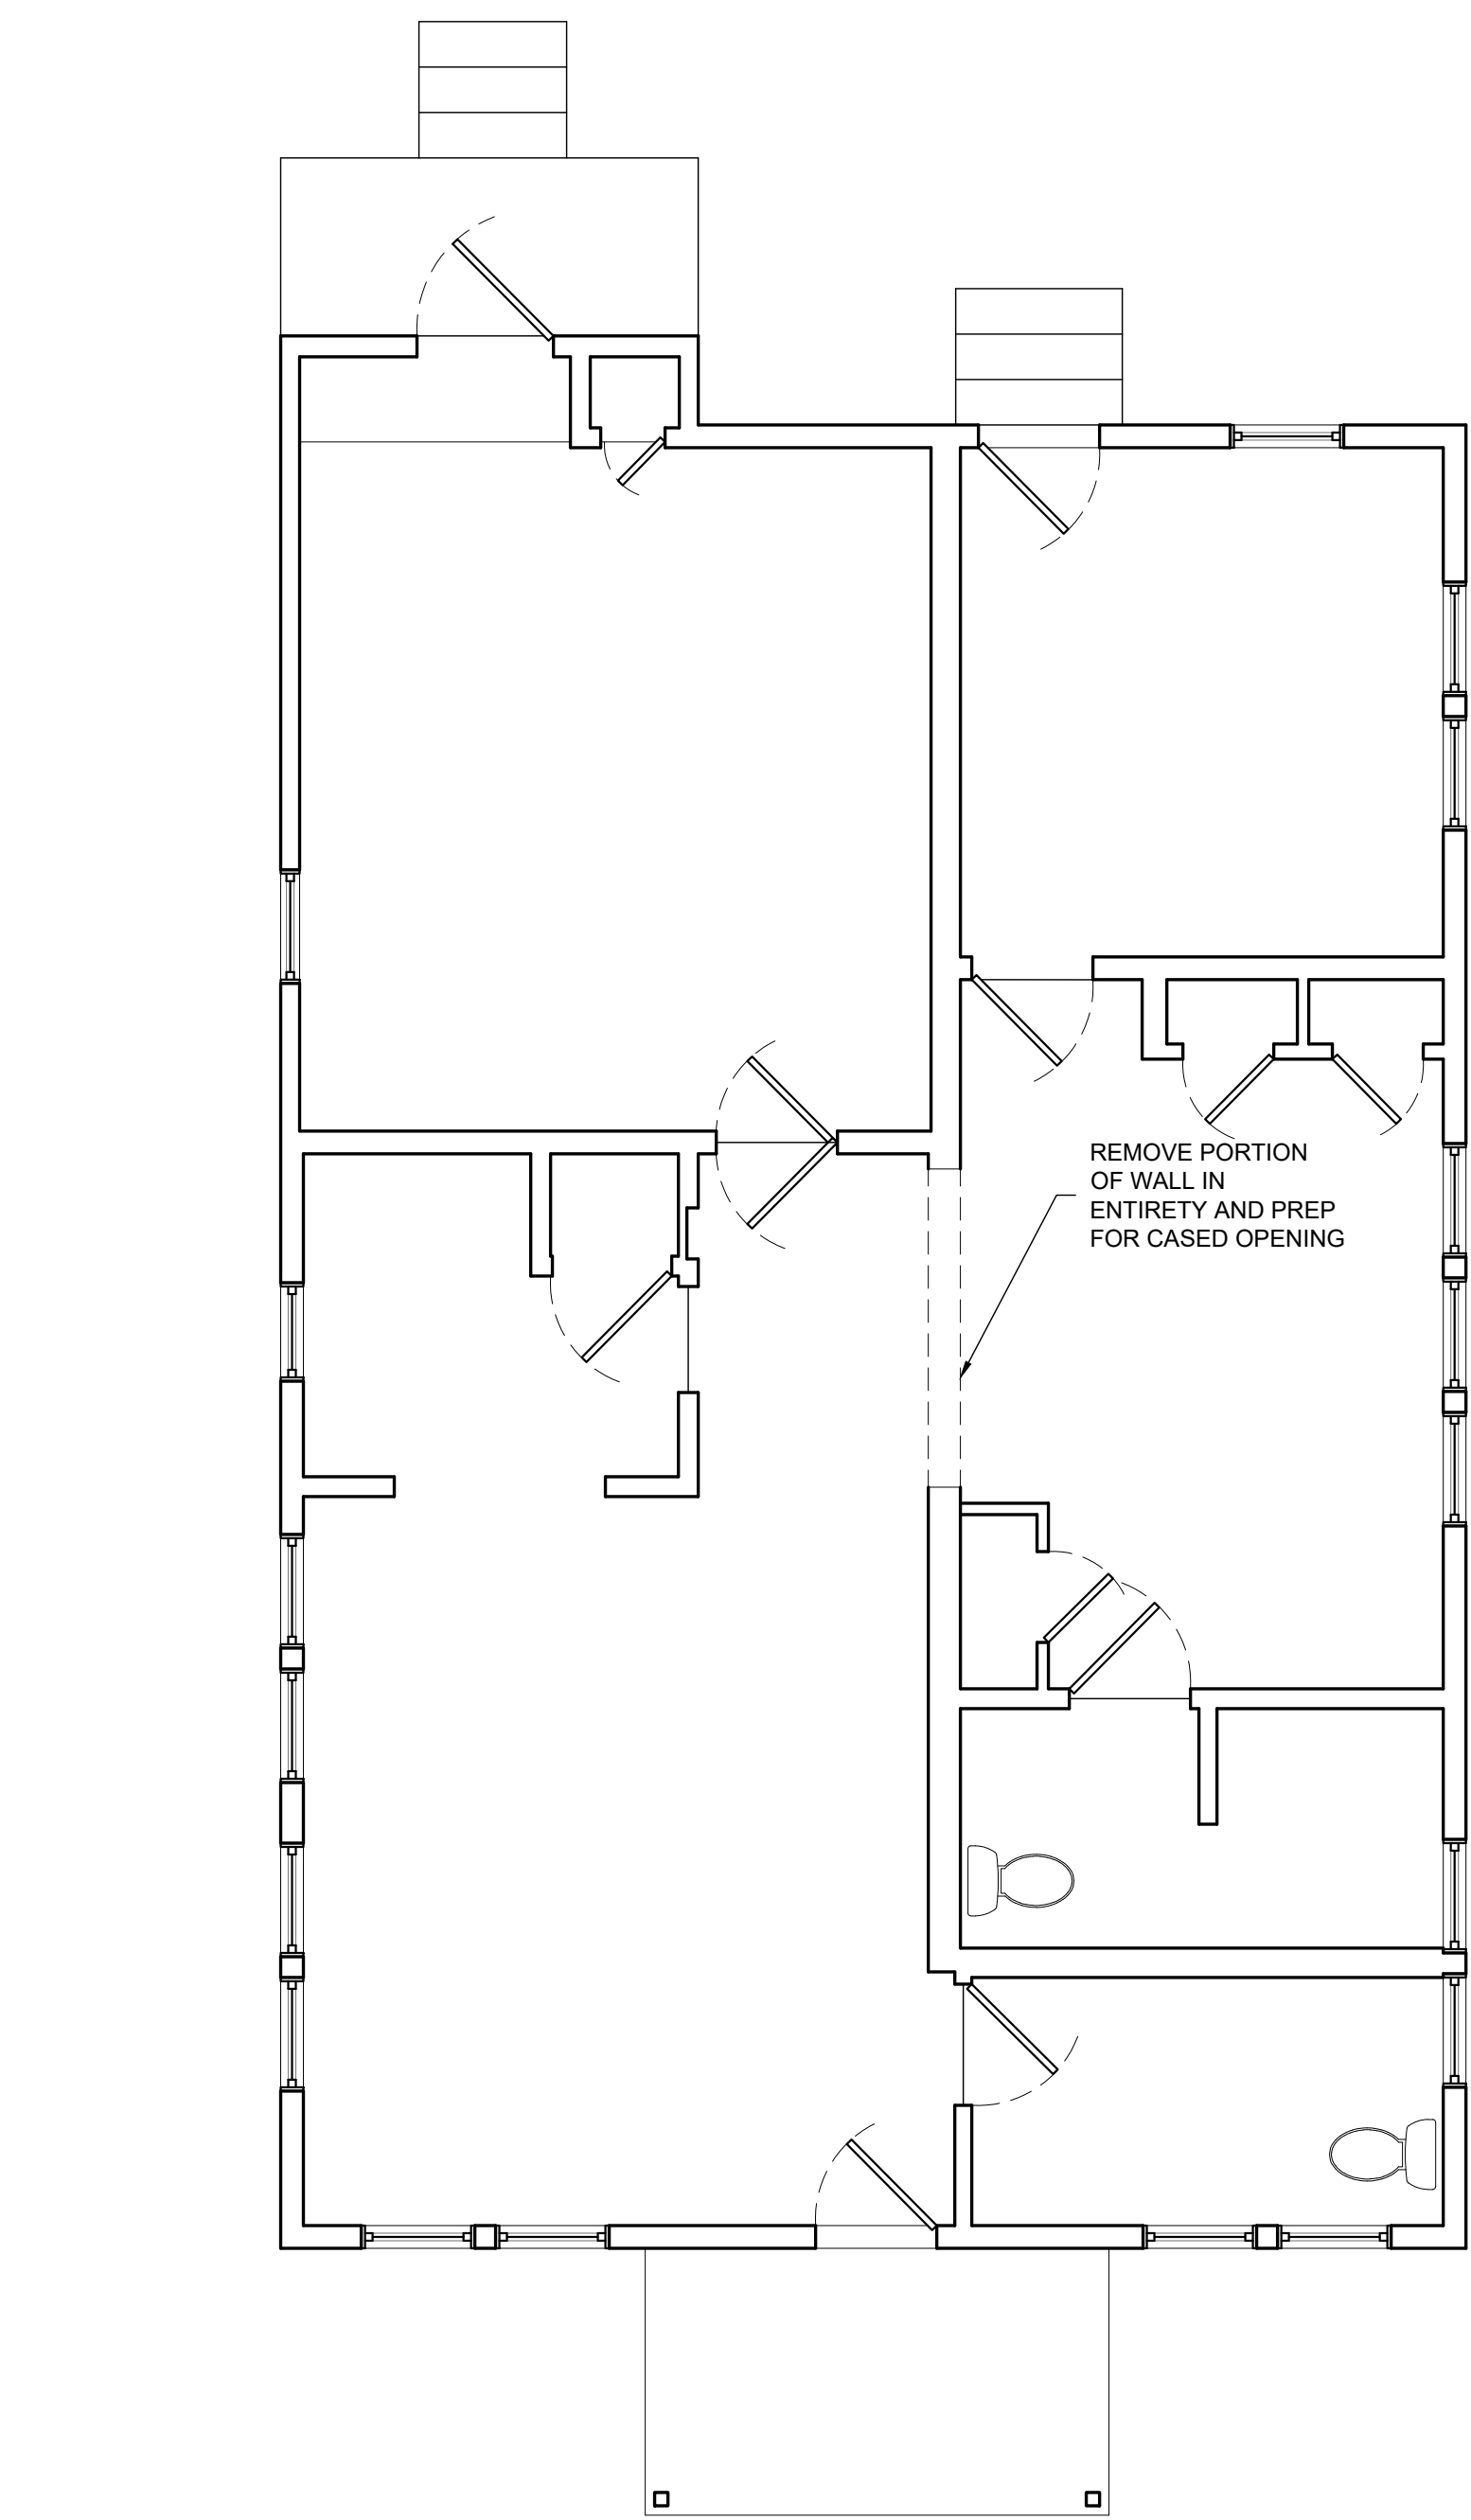 REMOVE PORTION
OF WALL IN
ENTIRETY AND PREP
FOR CASED OPENING